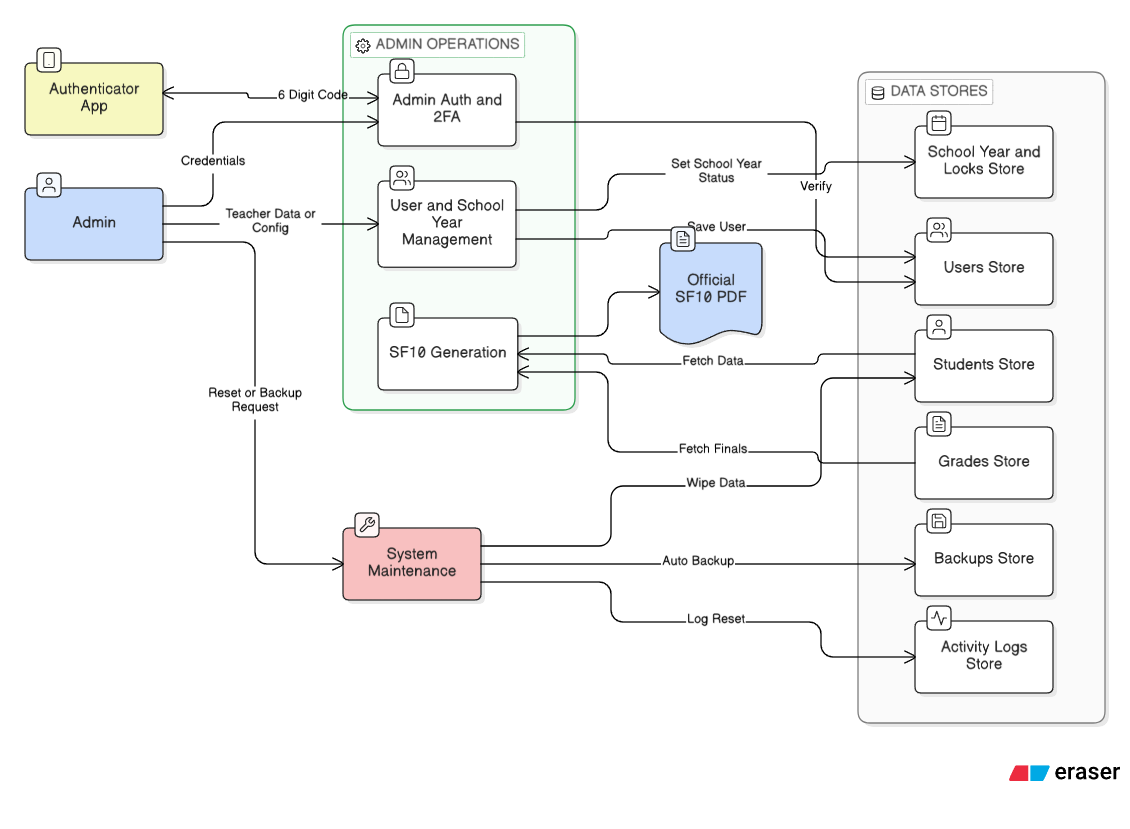 ADMIN OPERATIONS
Authenticator
App
6 Digit Code
Admin Auth and
2FA
DATA STORES
School Year and
Locks Store
Credentials
Set School Year
Status
Verify
Admin
Teacher Data or
Config
User and School
Year
Management
Save User
Users Store
Official
SF10 PDF
SF10 Generation
Fetch Data
Students Store
Reset or Backup
Request
Fetch Finals
Grades Store
Wipe Data
System
Maintenance
Auto Backup
Backups Store
Log Reset
Activity Logs
Store
eraser